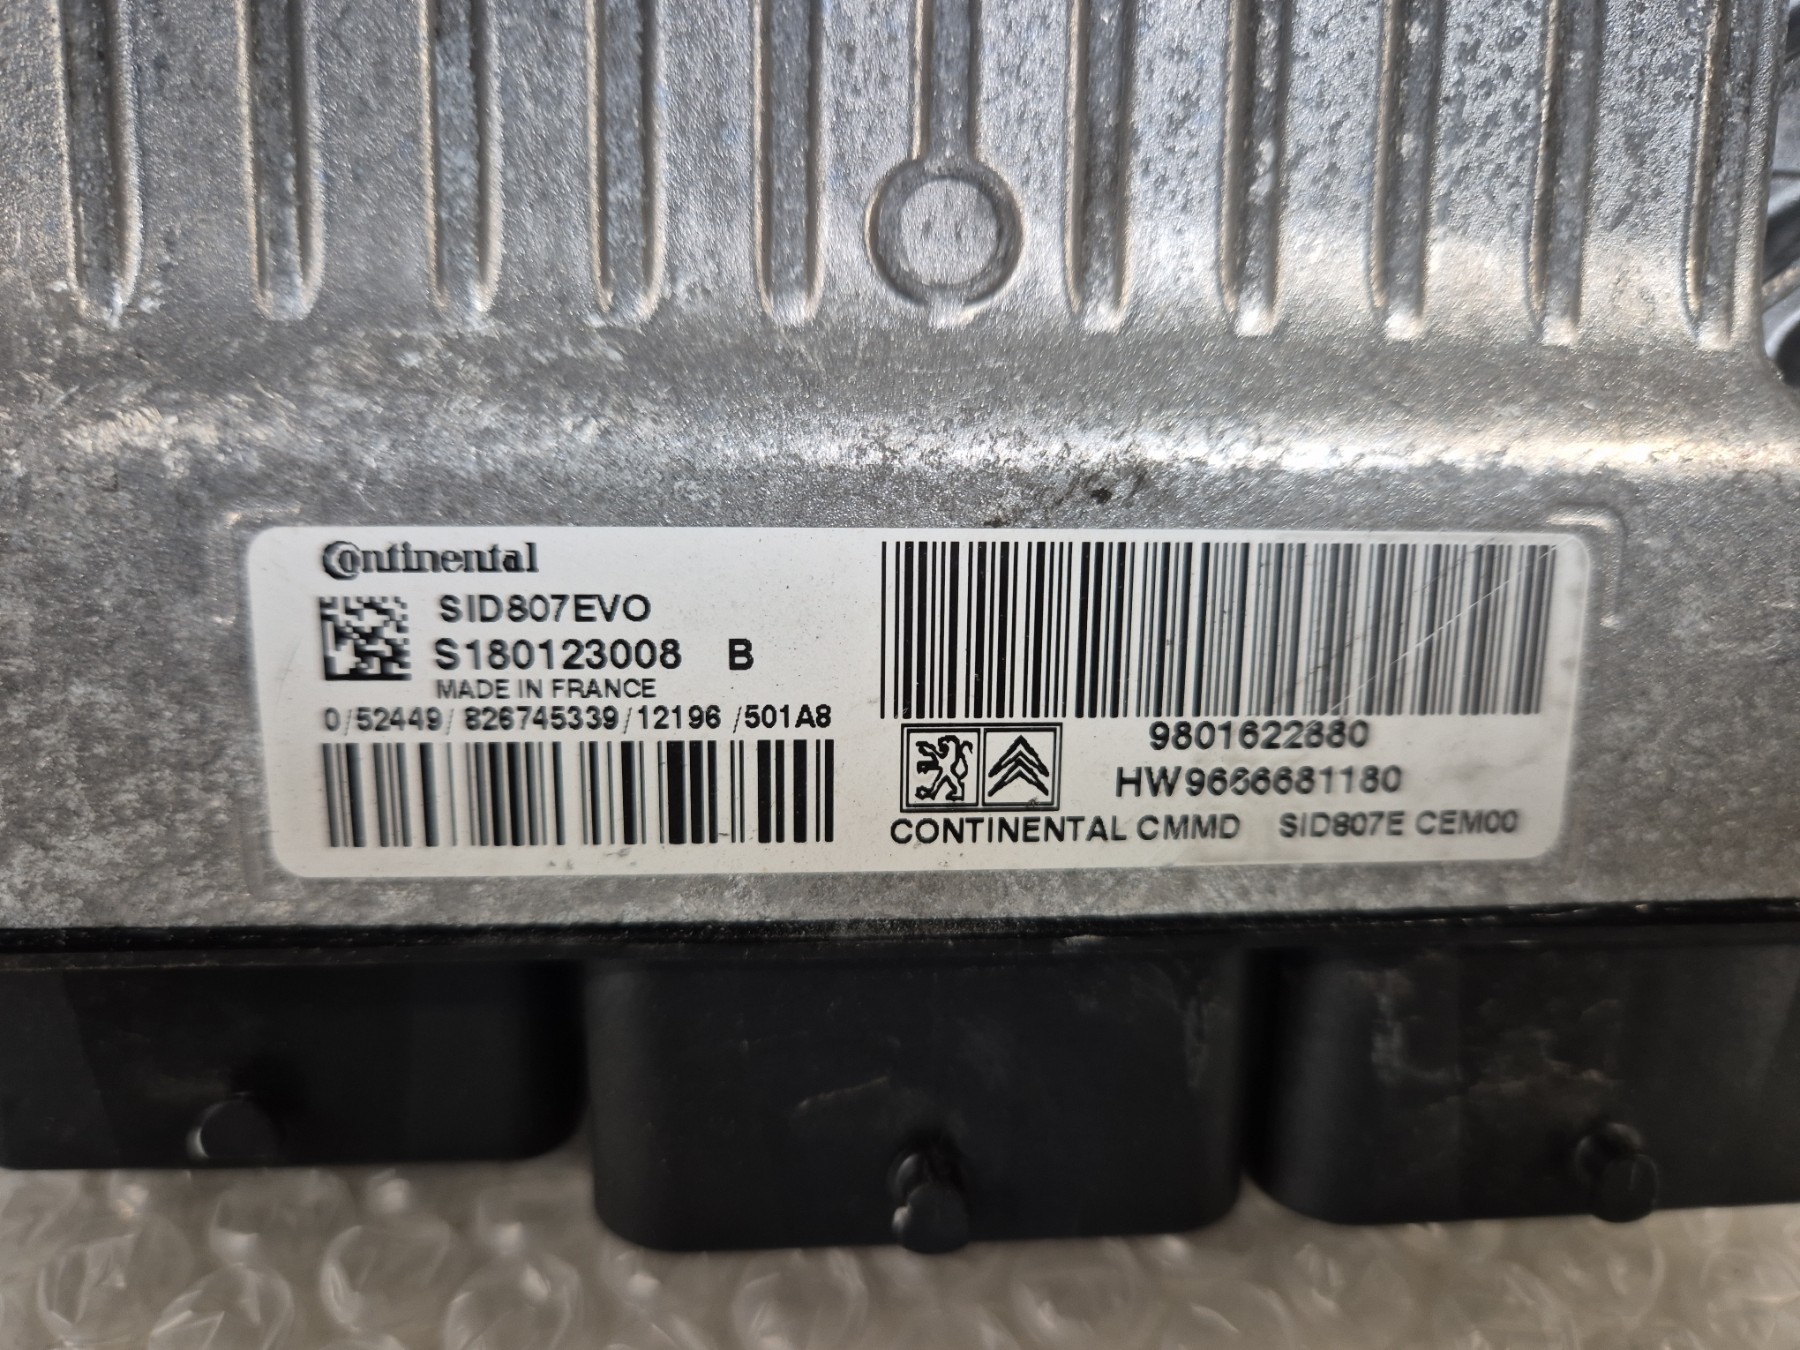 Continental
SID807EVO
S180123008 B
MADE IN FRANCE
0/52449/826745339/12196/501A8
9801622880
HW9666681180
CONTINENTAL CMMD SID807E CEM00